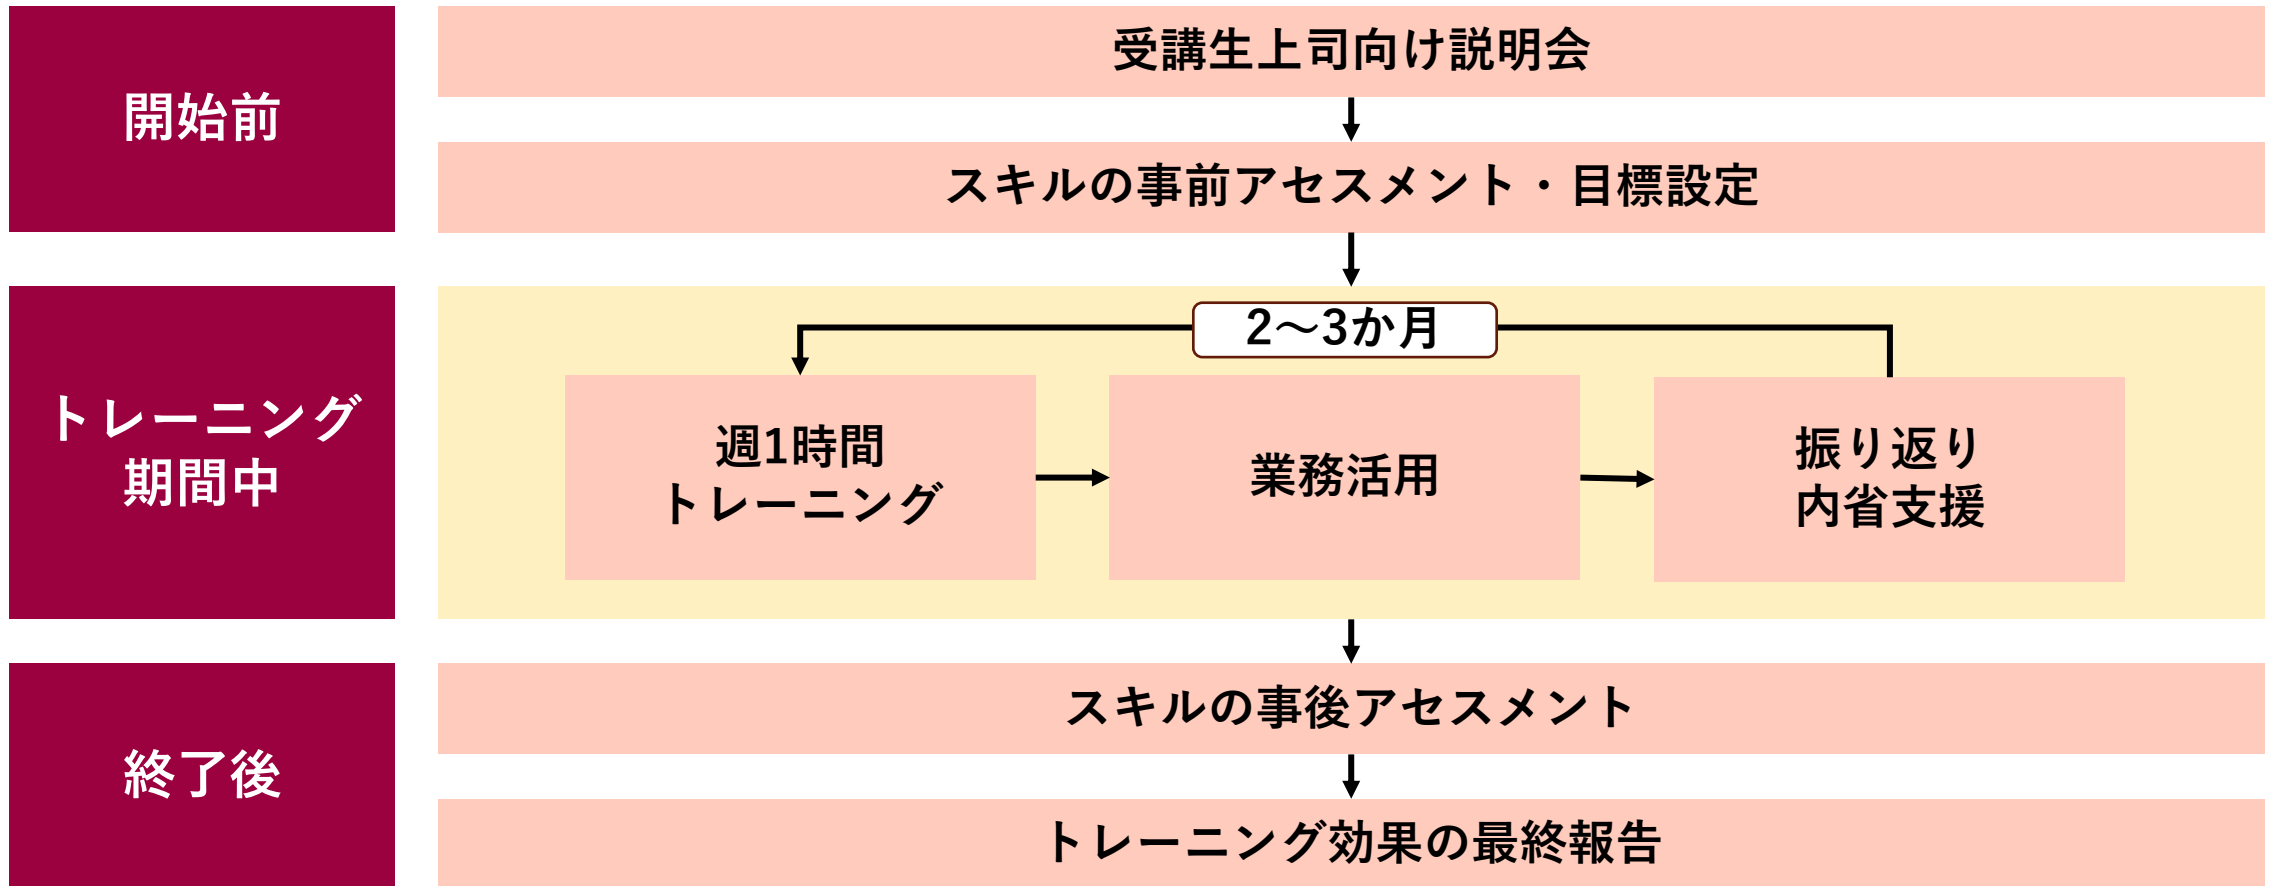 開始前
受講生上司向け説明会
スキルの事前アセスメント・目標設定
トレーニング
期間中
2～3か月
週1時間
トレーニング
業務活用
振り返り
内省支援
終了後
スキルの事後アセスメント
トレーニング効果の最終報告